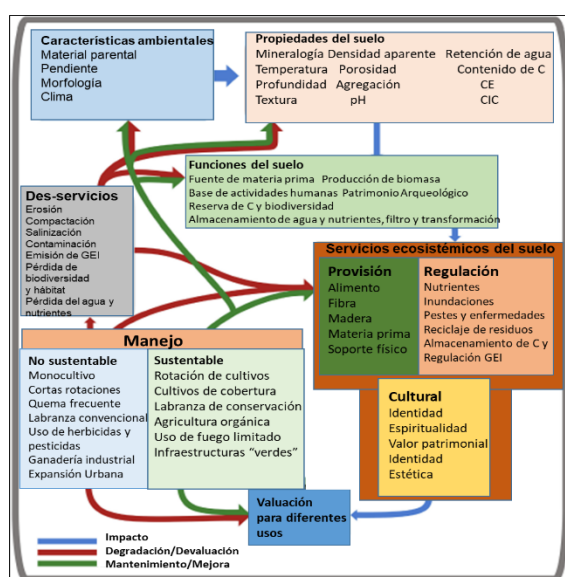 Características ambientales
Material parental
Pendiente
Morfología
Clima
Propiedades del suelo
Mineralogía Densidad aparente Retención de agua
Temperatura Porosidad Contenido de C
Profundidad Agregación CE
Textura pH CIC
Funciones del suelo
Fuente de materia prima Producción de biomasa
Base de actividades humanas Patrimonio Arqueológico
Reserva de C y biodiversidad
Almacenamiento de agua y nutrientes, filtro y transformación
Des-servicios
Erosión
Compactación
Salinización
Contaminación
Emisión de GEI
Pérdida de
biodiversidad
y hábitat
Pérdida del agua y
nutrientes
Servicios ecosistémicos del suelo
Provisión
Alimento
Fibra
Madera
Materia prima
Soporte físico
Regulación
Nutrientes
Inundaciones
Pestes y enfermedades
Reciclaje de residuos
Almacenamiento de C y
Regulación GEI
Manejo
No sustentable
Monocultivo
Cortas rotaciones
Quema frecuente
Labranza convencional
Uso de herbicidas y
pesticidas
Ganadería industrial
Expansión Urbana
Sustentable
Rotación de cultivos
Cultivos de cobertura
Labranza de conservación
Agricultura orgánica
Uso de fuego limitado
Infraestructuras “verdes”
Cultural
Identidad
Espiritualidad
Valor patrimonial
Identidad
Estética
Valuación
para diferentes
usos
Impacto
Degradación/Devaluación
Mantenimiento/Mejora